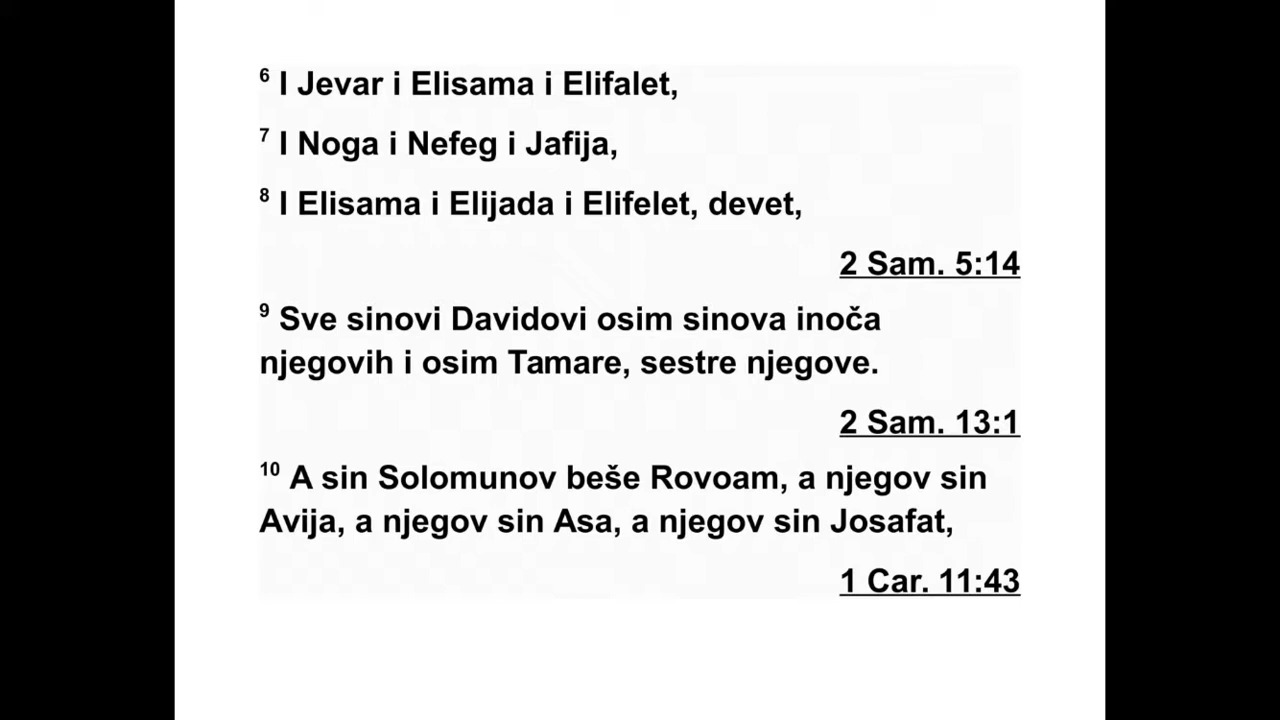 6 I Jevar i Elisama i Elifalet,
7 I Noga i Nefeg i Jafija,
8 I Elisama i Elijada i Elifelet, devet,
2 Sam. 5:14
9 Sve sinovi Davidovi osim sinova inoča
njegovih i osim Tamare, sestre njegove.
2 Sam. 13:1
10 A sin Solomunov beše Rovoam, a njegov sin
Avija, a njegov sin Asa, a njegov sin Josafat,
1 Car. 11:43